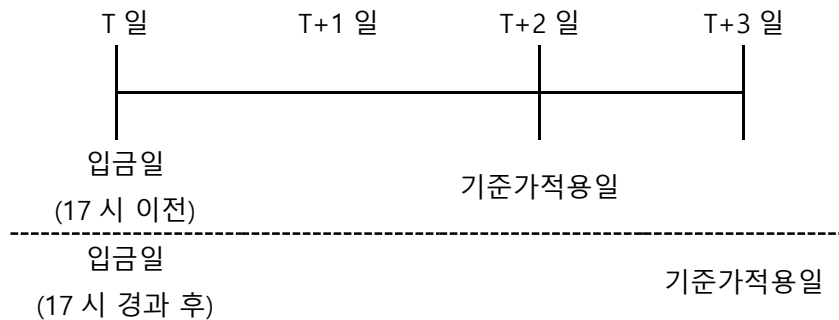 T 일 T+1 일 T+2 일 T+3 일
입금일
(17 시 이전)
기준가적용일
입금일
(17 시 경과 후)
기준가적용일